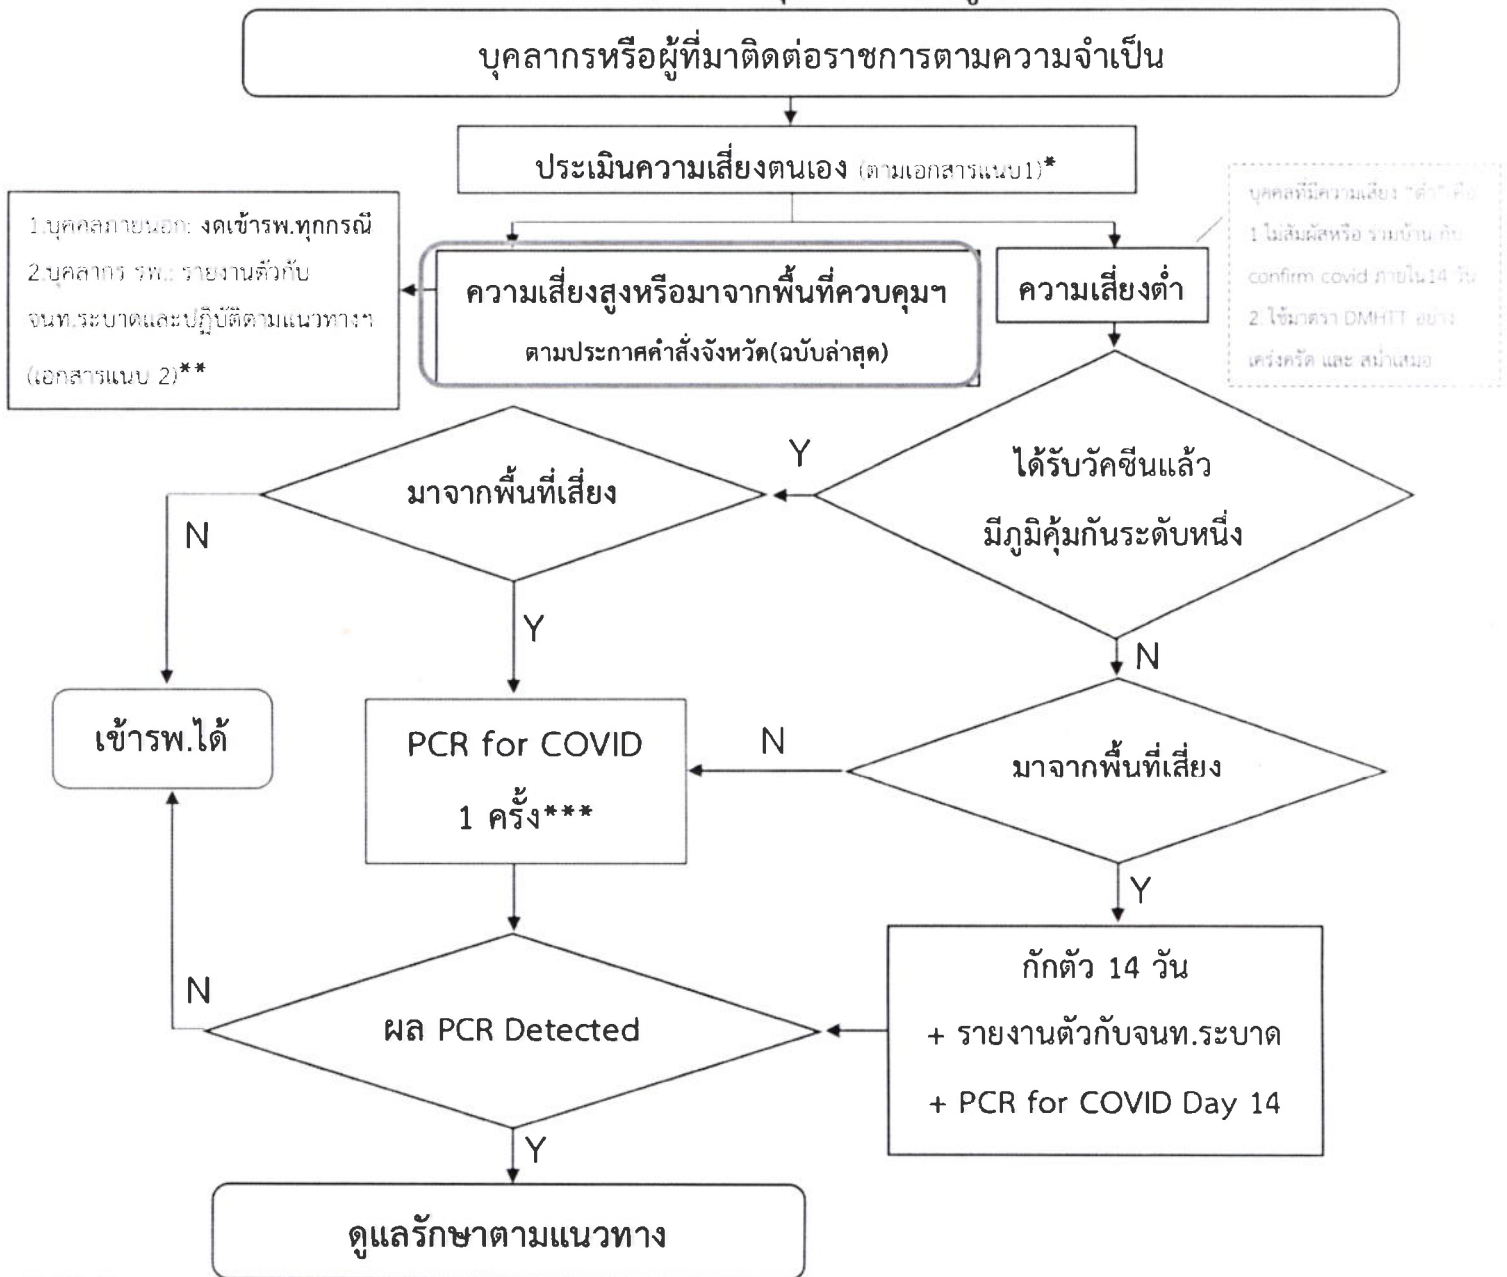 บุคลากรหรือผู้ที่มาติดต่อราชการตามความจำเป็น
ประเมินความเสี่ยงตนเอง (ตามเอกสารแนบ1)*
1.บุคคลภายนอก: งดเข้ารพ.ทุกกรณี
2.บุคลากร รพ.: รายงานตัวกับ
จนท.ระบาดและปฏิบัติตามแนวทางฯ
(เอกสารแนบ 2)**
ความเสี่ยงสูงหรือมาจากพื้นที่ควบคุมฯ
ตามประกาศคำสั่งจังหวัด(ฉบับล่าสุด)
ความเสี่ยงต่ำ
บุคคลที่มีความเสี่ยง "ต่ำ" คือ
1.ไม่สัมผัสหรือ ร่วมบ้าน กับ
confirm covid ภายใน14 วัน
2. ใช้มาตรา DMHTT อย่าง
เคร่งครัด และ สม่ำเสมอ
ได้รับวัคซีนแล้ว
มีภูมิคุ้มกันระดับหนึ่ง
Y
มาจากพื้นที่เสี่ยง
N
Y
N
เข้ารพ.ได้
PCR for COVID
1 ครั้ง***
N
มาจากพื้นที่เสี่ยง
Y
กักตัว 14 วัน
+ รายงานตัวกับจนท.ระบาด
+ PCR for COVID Day 14
N
ผล PCR Detected
Y
ดูแลรักษาตามแนวทาง